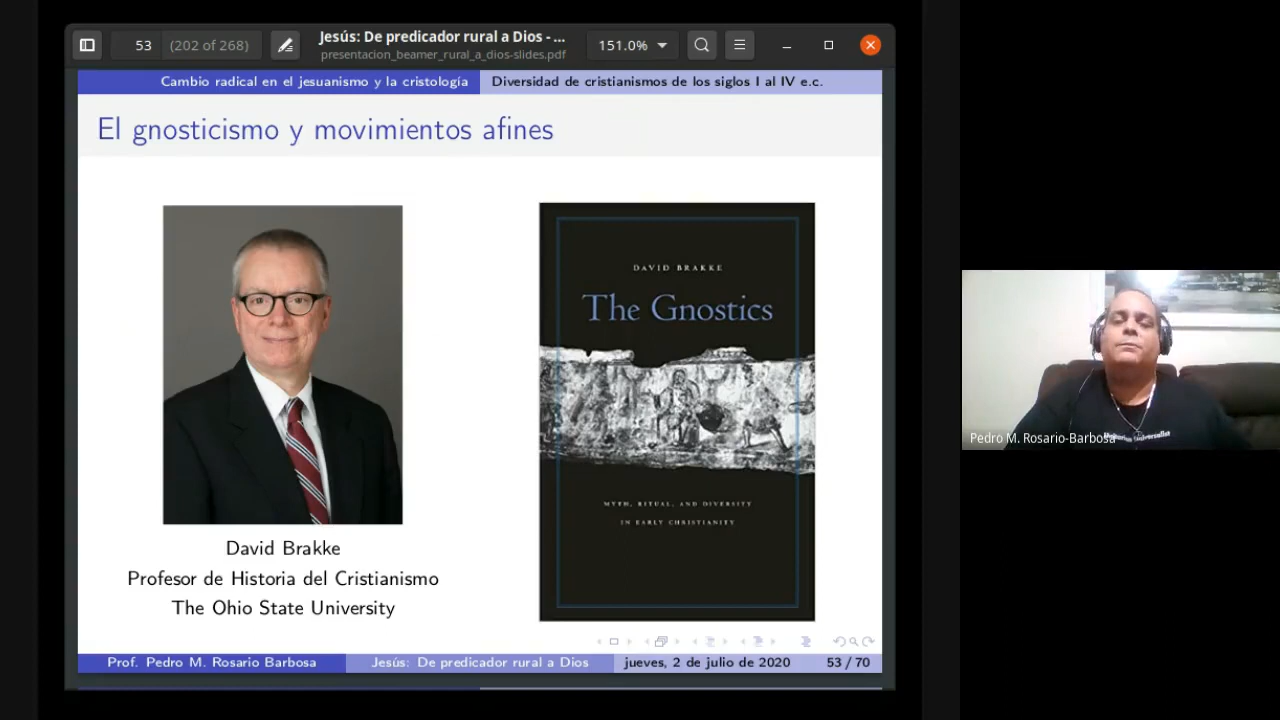 53 (202 of 268)
Jesús: De predicador rural a Dios - ...
presentacion_beamer_rural_a_dios-slides.pdf
151.0%
Cambio radical en el jesuanismo y la cristología
Diversidad de cristianismos de los siglos I al IV e.c.
El gnosticismo y movimientos afines
DAVID BRAKKE
The Gnostics
MYTH, RITUAL, AND DIVERSITY
IN EARLY CHRISTIANITY
David Brakke
Profesor de Historia del Cristianismo
The Ohio State University
Prof. Pedro M. Rosario Barbosa
Jesús: De predicador rural a Dios
jueves, 2 de julio de 2020
53 / 70
Pedro M. Rosario-Barbosa